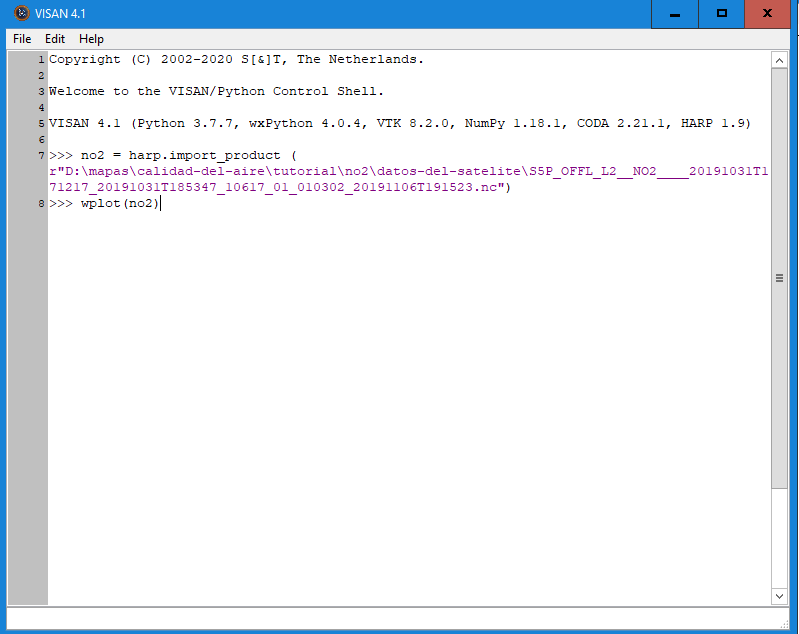 VISAN 4.1
File Edit Help
1 Copyright (C) 2002-2020 S[&]T, The Netherlands.
2
3 Welcome to the VISAN/Python Control Shell.
4
5 VISAN 4.1 (Python 3.7.7, wxPython 4.0.4, VTK 8.2.0, NumPy 1.18.1, CODA 2.21.1, HARP 1.9)
6
7 >>> no2 = harp.import_product (
r"D:\mapas\calidad-del-aire\tutorial\no2\datos-del-satelite\S5P_OFFL_L2__NO2____20191031T1
71217_20191031T185347_10617_01_010302_20191106T191523.nc")
8 >>> wplot(no2)